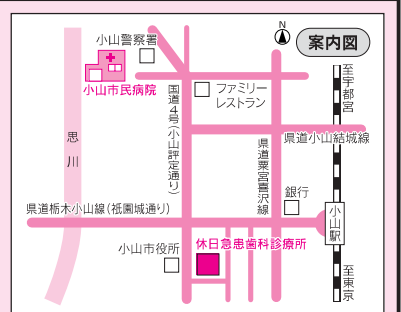 N
案内図
小山警察署
至宇都宮
小山市民病院
ファミリー
レストラン
国道4号(小山評定通り)
県道小山結城線
思川
県道粟宮喜沢線
銀行
県道栃木小山線(祇園城通り)
小山駅
小山市役所
休日急患歯科診療所
至東京